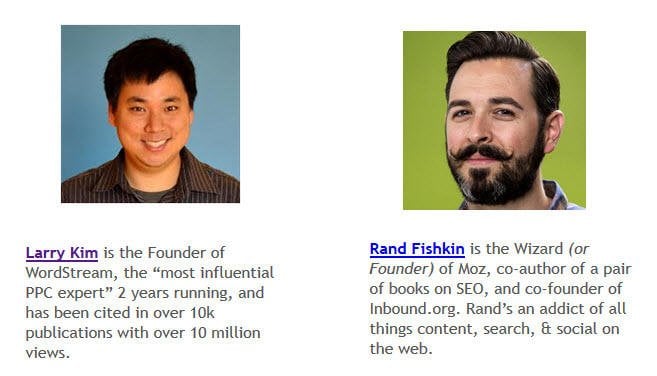 Larry Kim is the Founder of
WordStream, the “most influential
PPC expert” 2 years running, and
has been cited in over 10k
publications with over 10 million
views.
Rand Fishkin is the Wizard (or
Founder) of Moz, co-author of a pair
of books on SEO, and co-founder of
Inbound.org. Rand’s an addict of all
things content, search, & social on
the web.